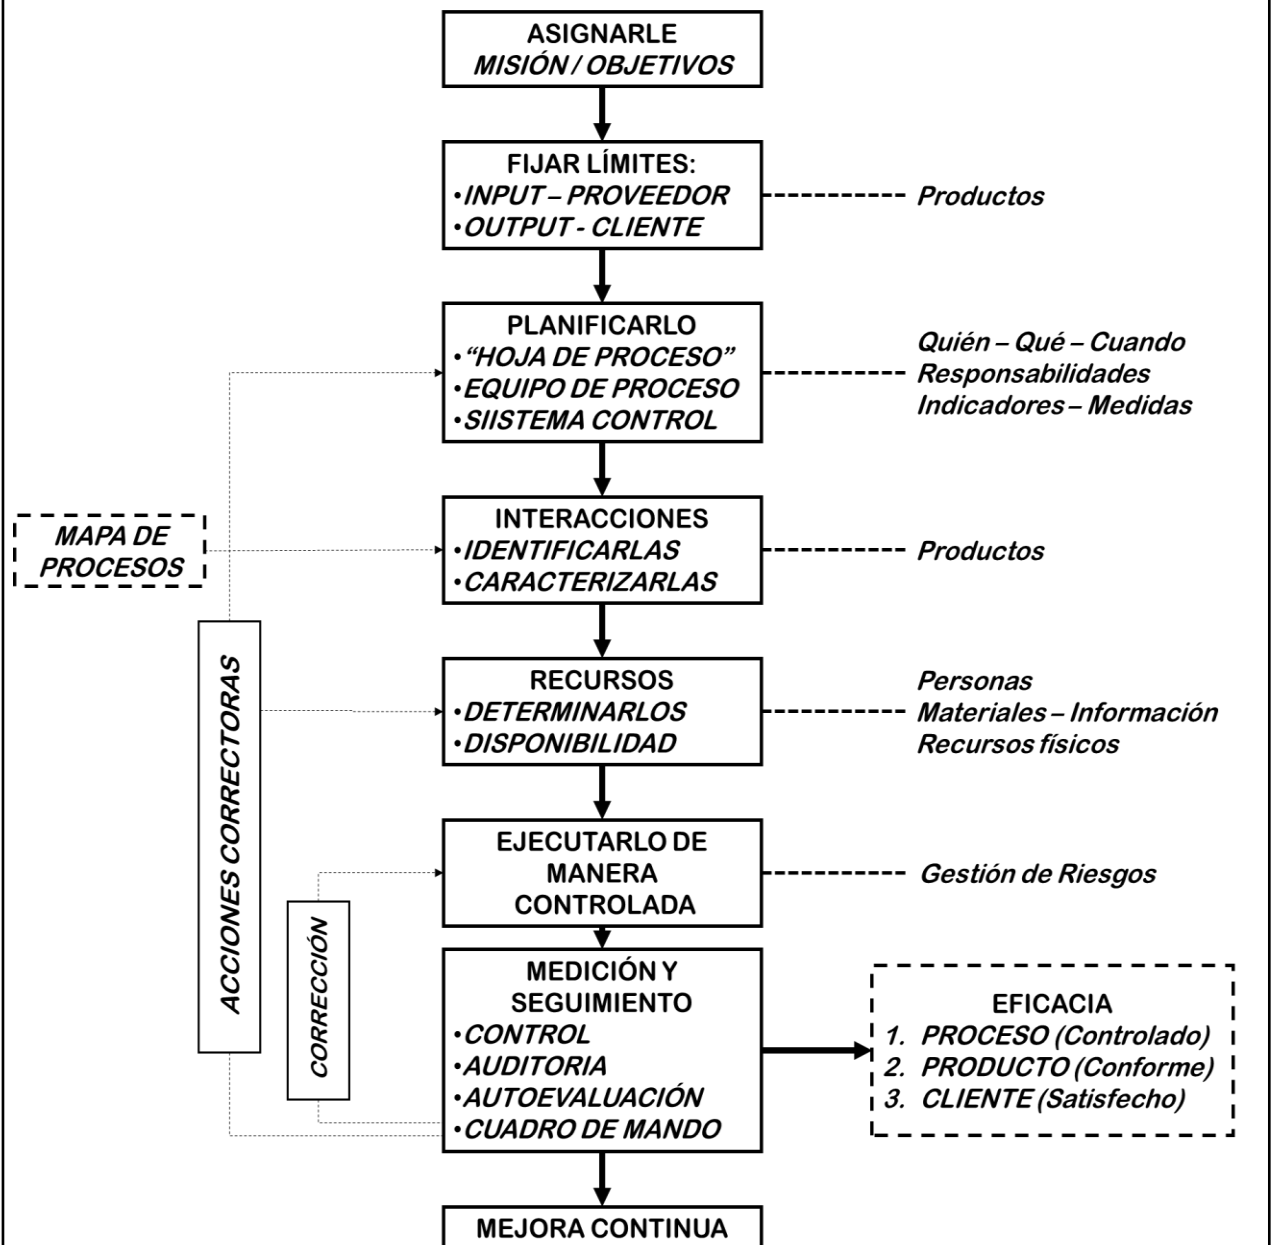 ASIGNARLE
MISIÓN / OBJETIVOS
FIJAR LÍMITES:
•INPUT – PROVEEDOR
•OUTPUT - CLIENTE
Productos
PLANIFICARLO
•“HOJA DE PROCESO”
•EQUIPO DE PROCESO
•SIISTEMA CONTROL
Quién – Qué – Cuando
Responsabilidades
Indicadores – Medidas
MAPA DE
PROCESOS
INTERACCIONES
•IDENTIFICARLAS
•CARACTERIZARLAS
Productos
ACCIONES CORRECTORAS
RECURSOS
•DETERMINARLOS
•DISPONIBILIDAD
Personas
Materiales – Información
Recursos físicos
CORRECCIÓN
EJECUTARLO DE
MANERA
CONTROLADA
Gestión de Riesgos
MEDICIÓN Y
SEGUIMIENTO
•CONTROL
•AUDITORIA
•AUTOEVALUACIÓN
•CUADRO DE MANDO
EFICACIA
1. PROCESO (Controlado)
2. PRODUCTO (Conforme)
3. CLIENTE (Satisfecho)
MEJORA CONTINUA